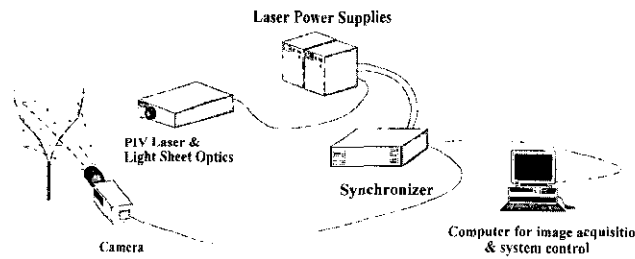 Laser Power Supplies
PIV Laser &
Light Sheet Optics
Synchronizer
Camera
Computer for image acquisitio
& system control